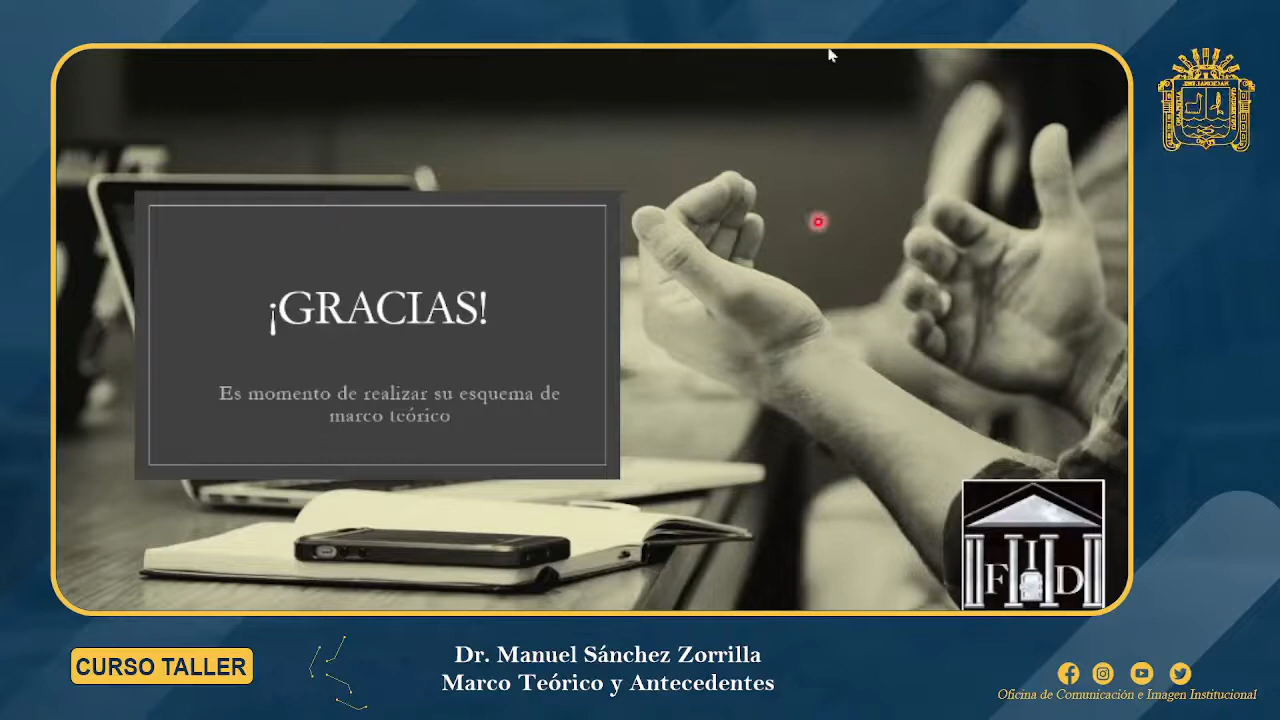 ¡GRACIAS!
Es momento de realizar su esquema de
marco teórico
F I D
CURSO TALLER
Dr. Manuel Sánchez Zorrilla
Marco Teórico y Antecedentes
Oficina de Comunicación e Imagen Institucional